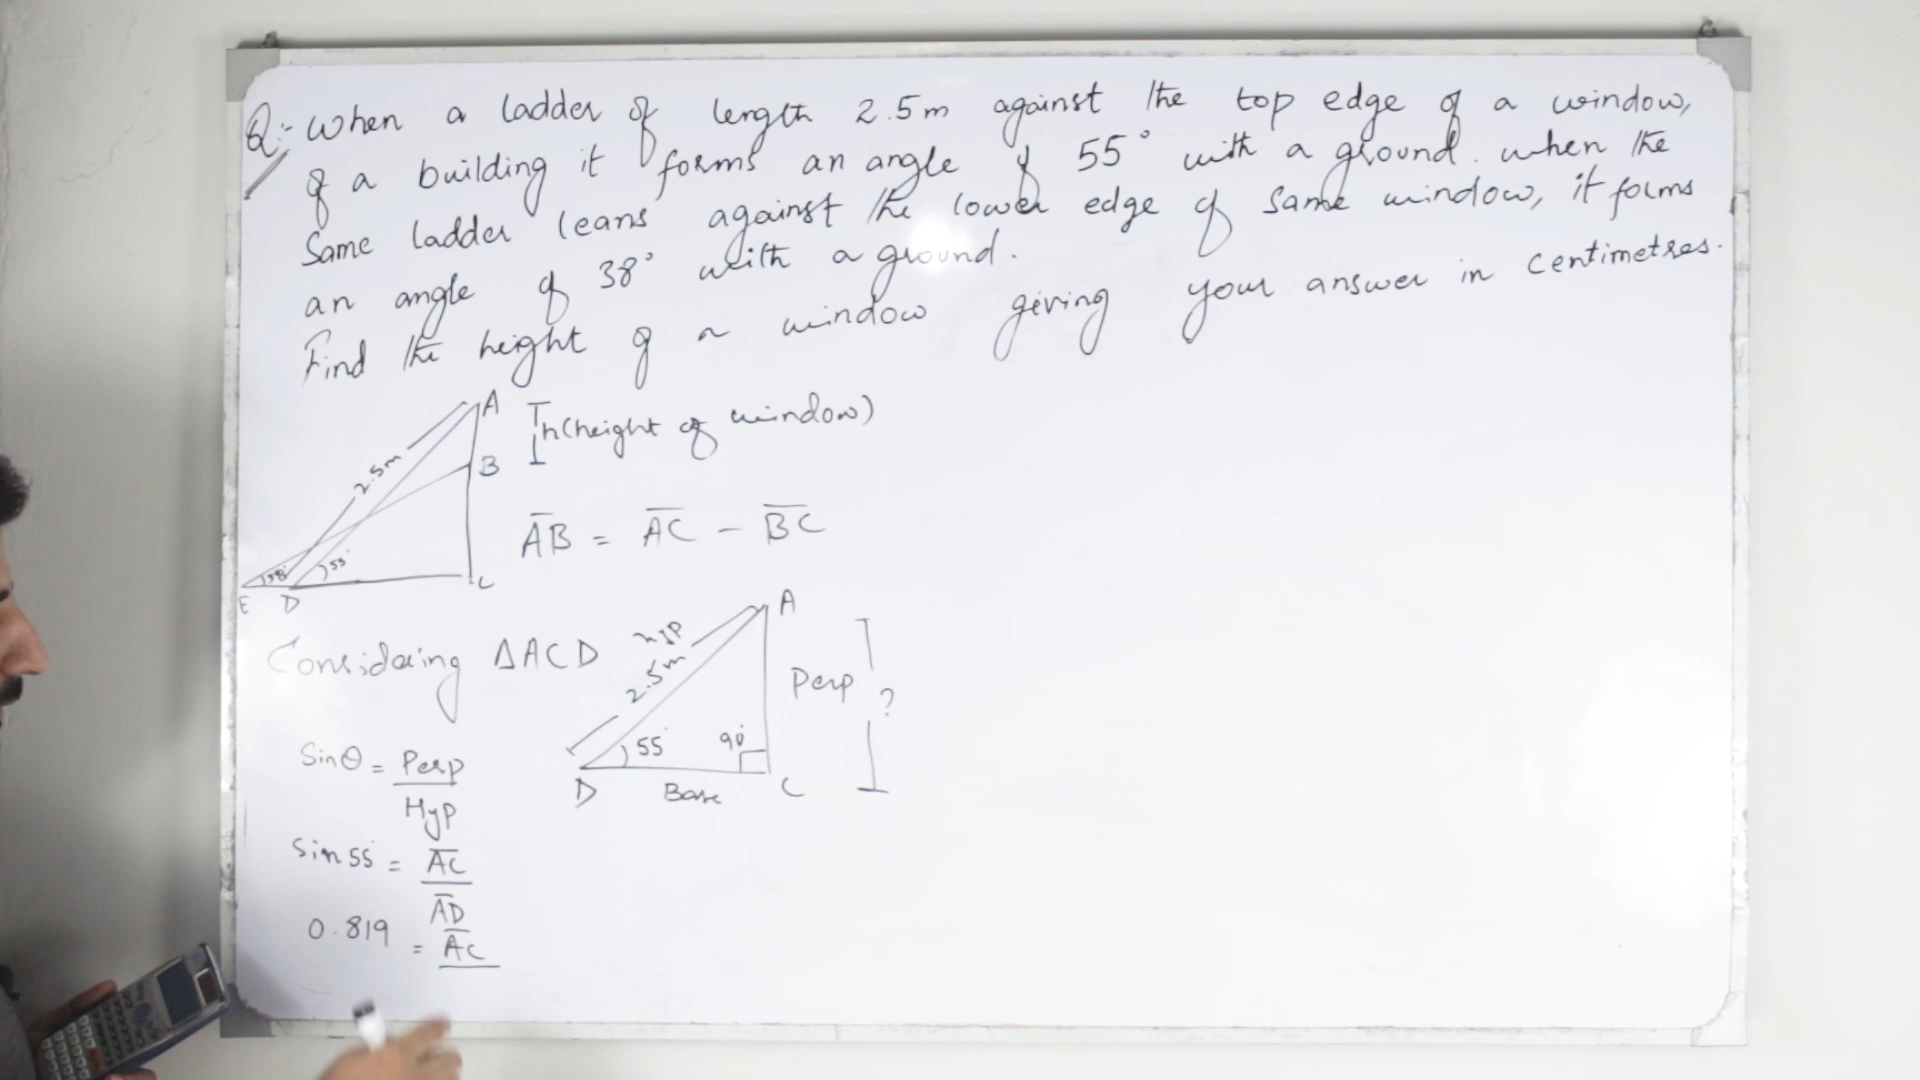 Q:- When a ladder of length 2.5m against the top edge of a window,
of a building it forms an angle of 55° with a ground. when the
Same ladder leans against the lower edge of Same window, it forms
an angle of 38° with a ground.
Find the height of a window giving your answer in Centimetres.
A
h(height of window)
2.5m
B
38°
55°
E D C
AB = AC - BC
Considering ΔACD
A
Hyp
2.5m
Perp ?
55°
90°
D Base C
Sinθ = Perp
Hyp
Sin 55° = AC
AD
0.819 = AC